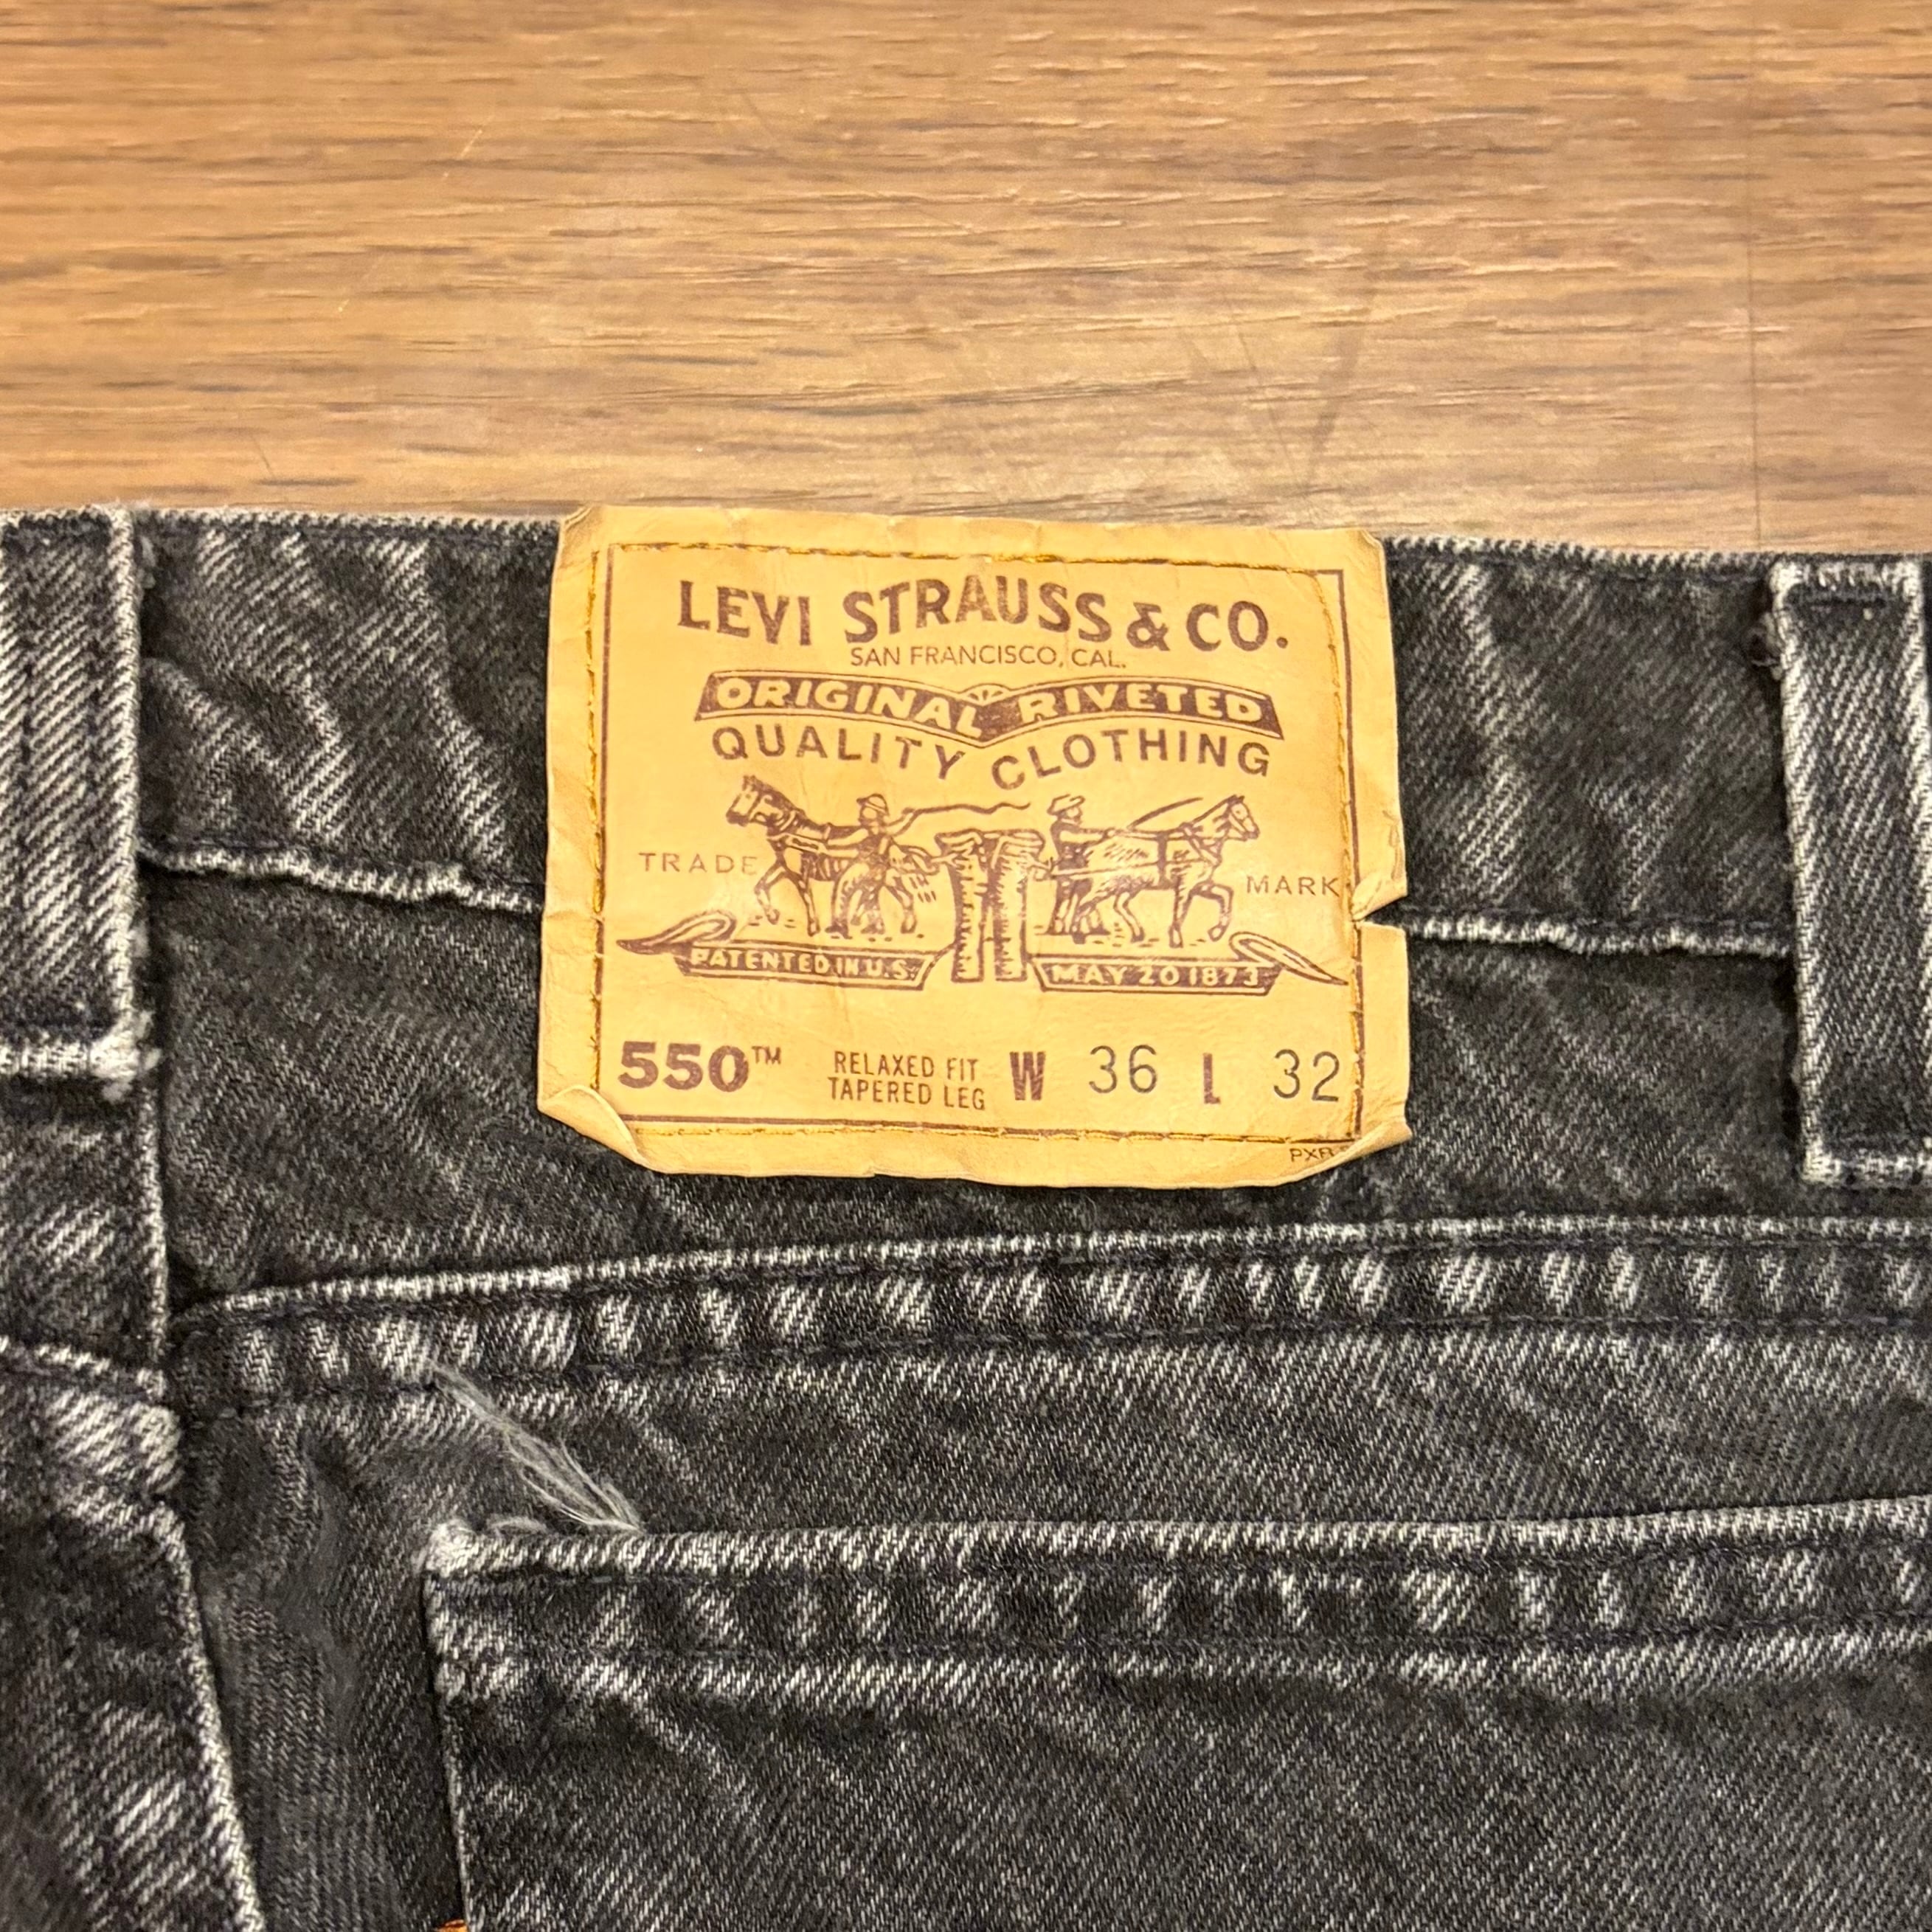 LEVI STRAUSS & CO.
SAN FRANCISCO, CAL.
ORIGINAL RIVETED
QUALITY CLOTHING
TRADE MARK
PATENTED IN U.S. MAY 20 1873
550™ RELAXED FIT TAPERED LEG W 36 L 32